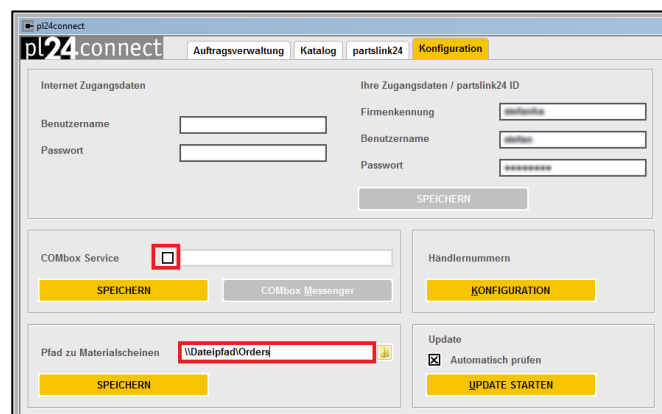 pl24connect
pl24connect
Auftragsverwaltung Katalog partslink24 Konfiguration
Internet Zugangsdaten
Benutzername
Passwort
Ihre Zugangsdaten / partslink24 ID
Firmenkennung
Benutzername
Passwort
SPEICHERN
COMbox Service
SPEICHERN COMbox Messenger
Händlernummern
KONFIGURATION
Pfad zu Materialscheinen \\Dateipfad\Orders
SPEICHERN
Update
Automatisch prüfen
UPDATE STARTEN